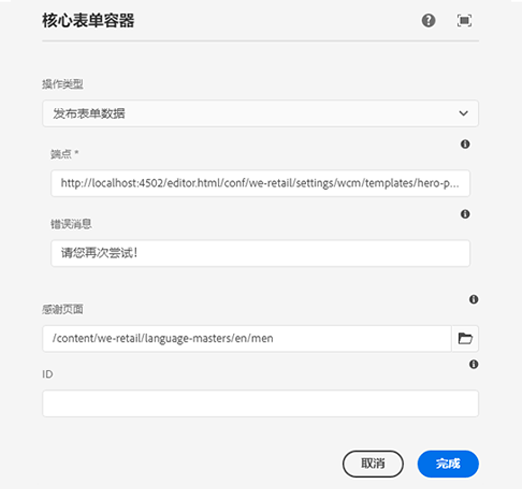 核心表单容器
操作类型
发布表单数据
端点 *
http://localhost:4502/editor.html/conf/we-retail/settings/wcm/templates/hero-p...
错误消息
请您再次尝试!
感谢页面
/content/we-retail/language-masters/en/men
ID
取消 完成